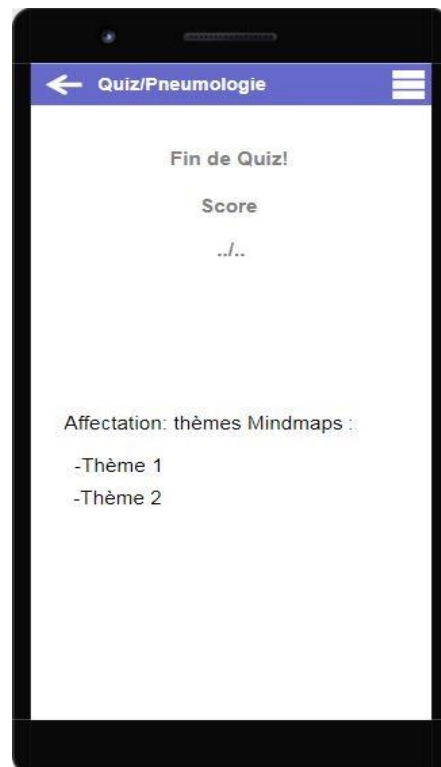 Quiz/Pneumologie
Fin de Quiz!
Score
../..
Affectation: thèmes Mindmaps :
-Thème 1
-Thème 2